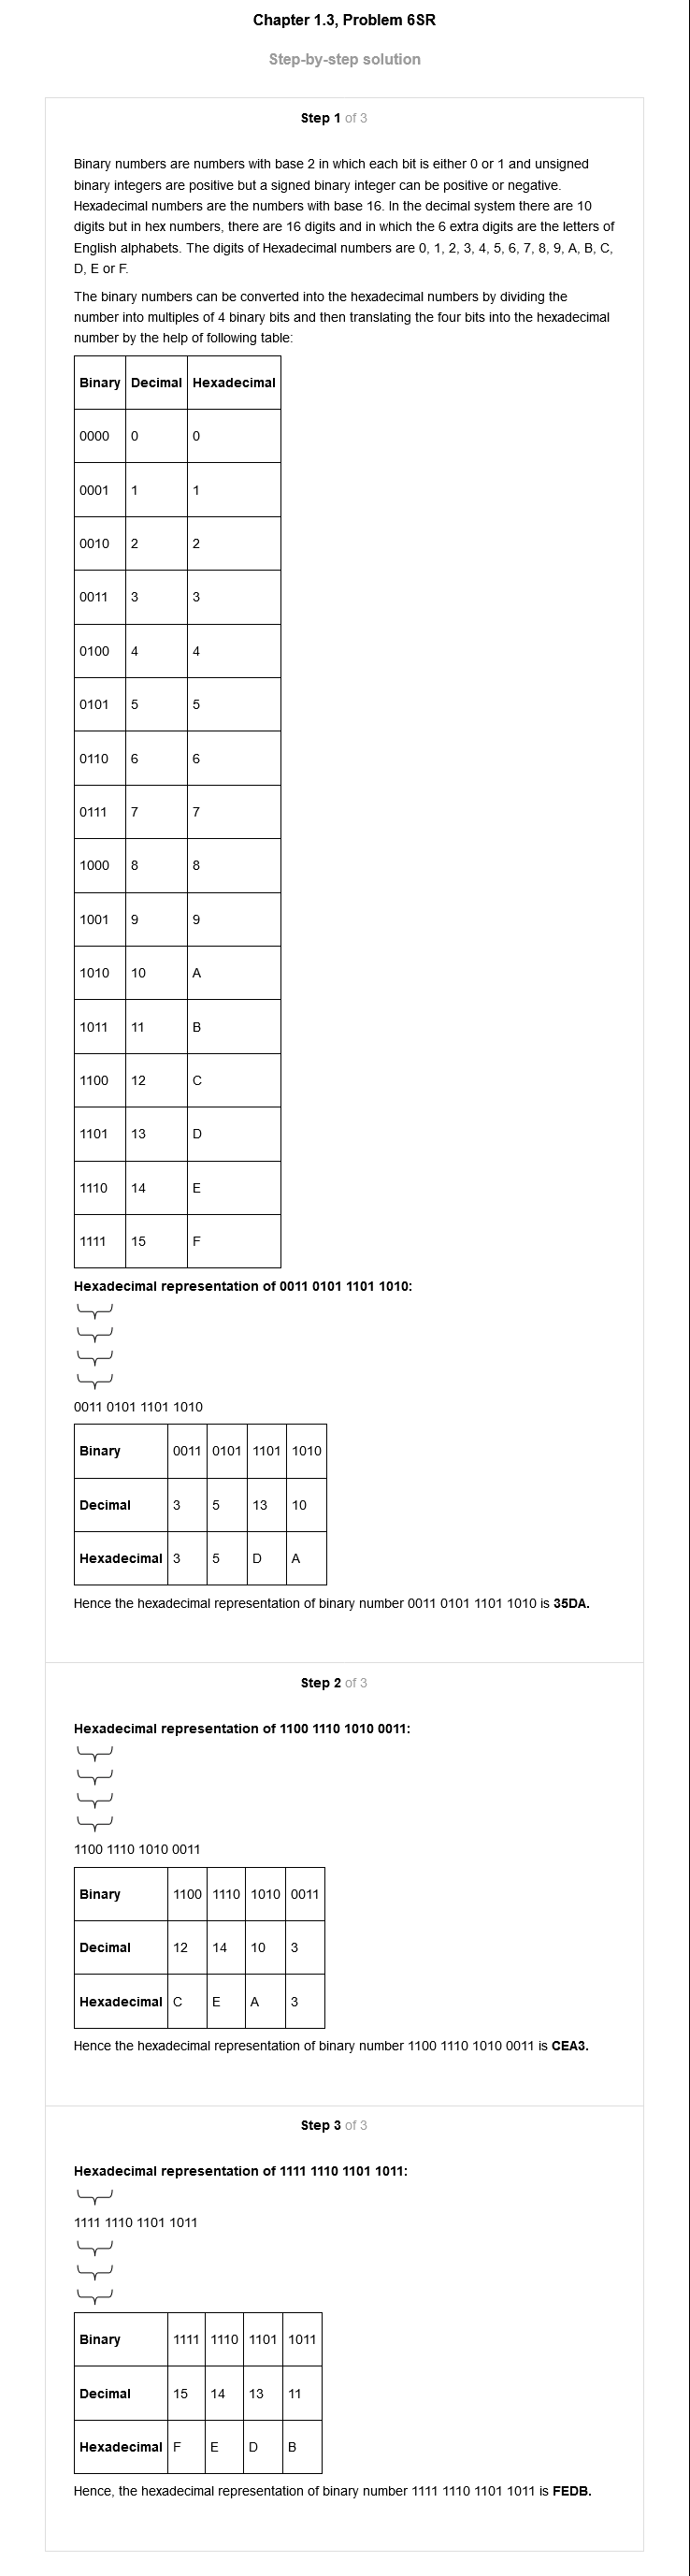 Chapter 1.3, Problem 6SR
Step-by-step solution
Step 1 of 3
Binary numbers are numbers with base 2 in which each bit is either 0 or 1 and unsigned
binary integers are positive but a signed binary integer can be positive or negative.
Hexadecimal numbers are the numbers with base 16. In the decimal system there are 10
digits but in hex numbers, there are 16 digits and in which the 6 extra digits are the letters of
English alphabets. The digits of Hexadecimal numbers are 0, 1, 2, 3, 4, 5, 6, 7, 8, 9, A, B, C,
D, E or F.
The binary numbers can be converted into the hexadecimal numbers by dividing the
number into multiples of 4 binary bits and then translating the four bits into the hexadecimal
number by the help of following table:
Binary Decimal Hexadecimal
0000 0 0
0001 1 1
0010 2 2
0011 3 3
0100 4 4
0101 5 5
0110 6 6
0111 7 7
1000 8 8
1001 9 9
1010 10 A
1011 11 B
1100 12 C
1101 13 D
1110 14 E
1111 15 F
Hexadecimal representation of 0011 0101 1101 1010:
0011 0101 1101 1010
Binary 0011 0101 1101 1010
Decimal 3 5 13 10
Hexadecimal 3 5 D A
Hence the hexadecimal representation of binary number 0011 0101 1101 1010 is 35DA.
Step 2 of 3
Hexadecimal representation of 1100 1110 1010 0011:
1100 1110 1010 0011
Binary 1100 1110 1010 0011
Decimal 12 14 10 3
Hexadecimal C E A 3
Hence the hexadecimal representation of binary number 1100 1110 1010 0011 is CEA3.
Step 3 of 3
Hexadecimal representation of 1111 1110 1101 1011:
1111 1110 1101 1011
Binary 1111 1110 1101 1011
Decimal 15 14 13 11
Hexadecimal F E D B
Hence, the hexadecimal representation of binary number 1111 1110 1101 1011 is FEDB.